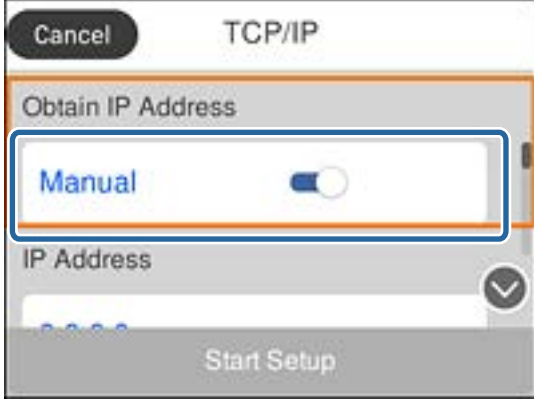 Cancel
TCP/IP
Obtain IP Address
Manual
IP Address
Start Setup